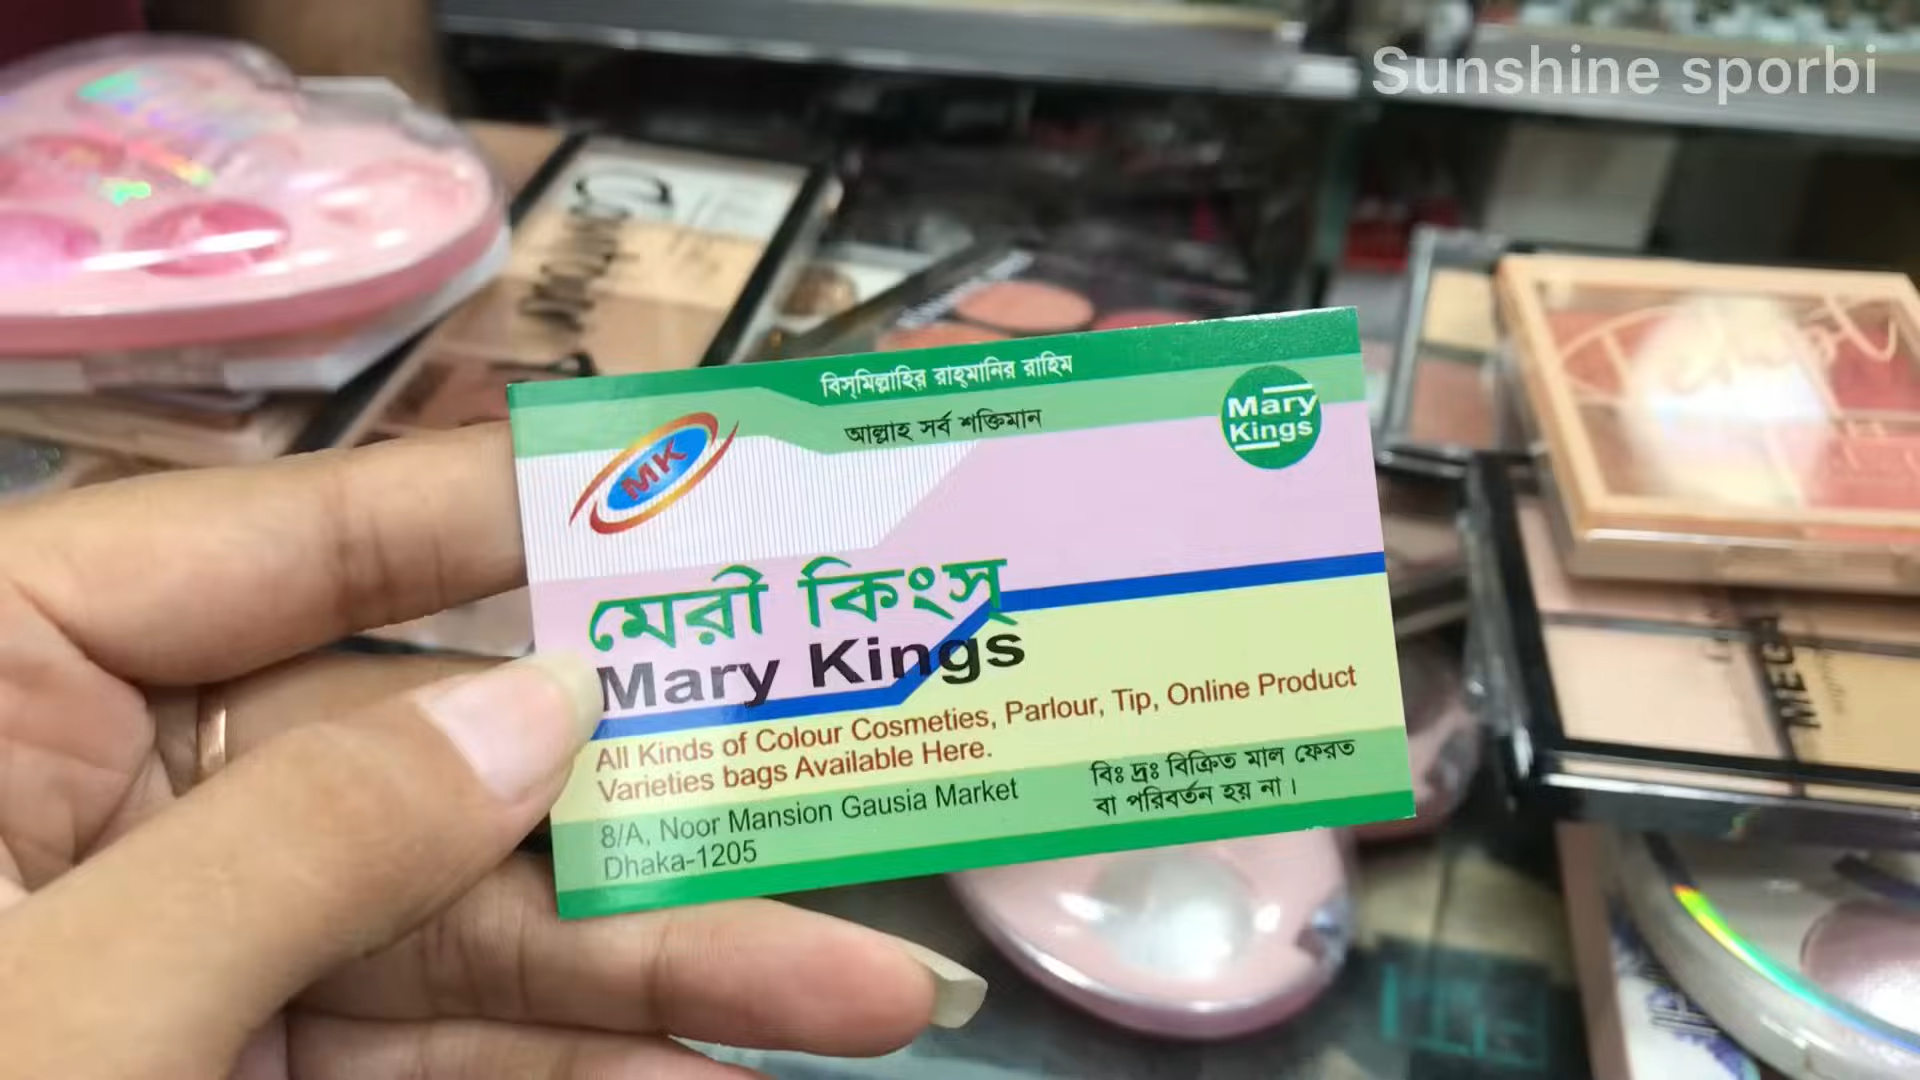 Sunshine sporbi
বিস্‌মিল্লাহির রাহ্‌মানির রাহিম
আল্লাহ সর্ব শক্তিমান
MK
Mary
Kings
মেরী কিংস্
Mary Kings
All Kinds of Colour Cosmeties, Parlour, Tip, Online Product
Varieties bags Available Here.
8/A, Noor Mansion Gausia Market
Dhaka-1205
বিঃ দ্রঃ বিক্রিত মাল ফেরত
বা পরিবর্তন হয় না।
MEGA